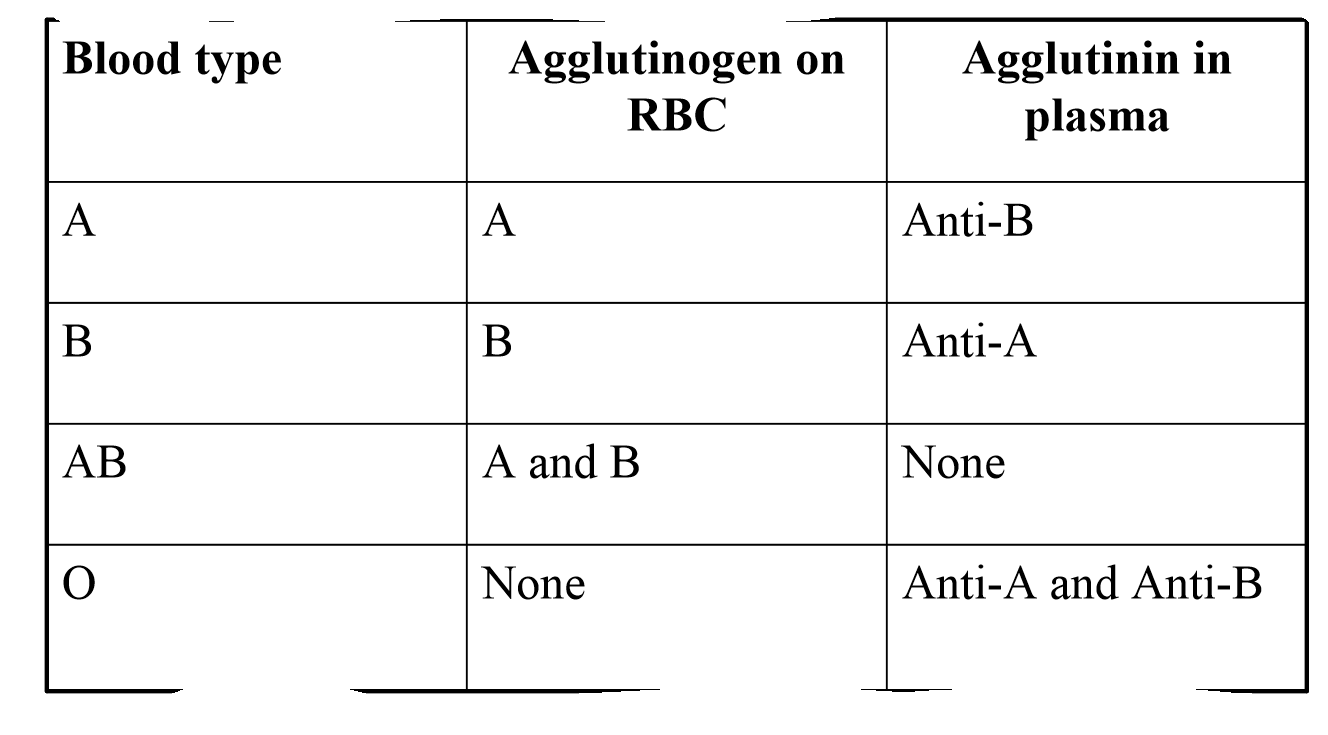 Blood type
Agglutinogen on
RBC
Agglutinin in
plasma
A
A
Anti-B
B
B
Anti-A
AB
A and B
None
O
None
Anti-A and Anti-B